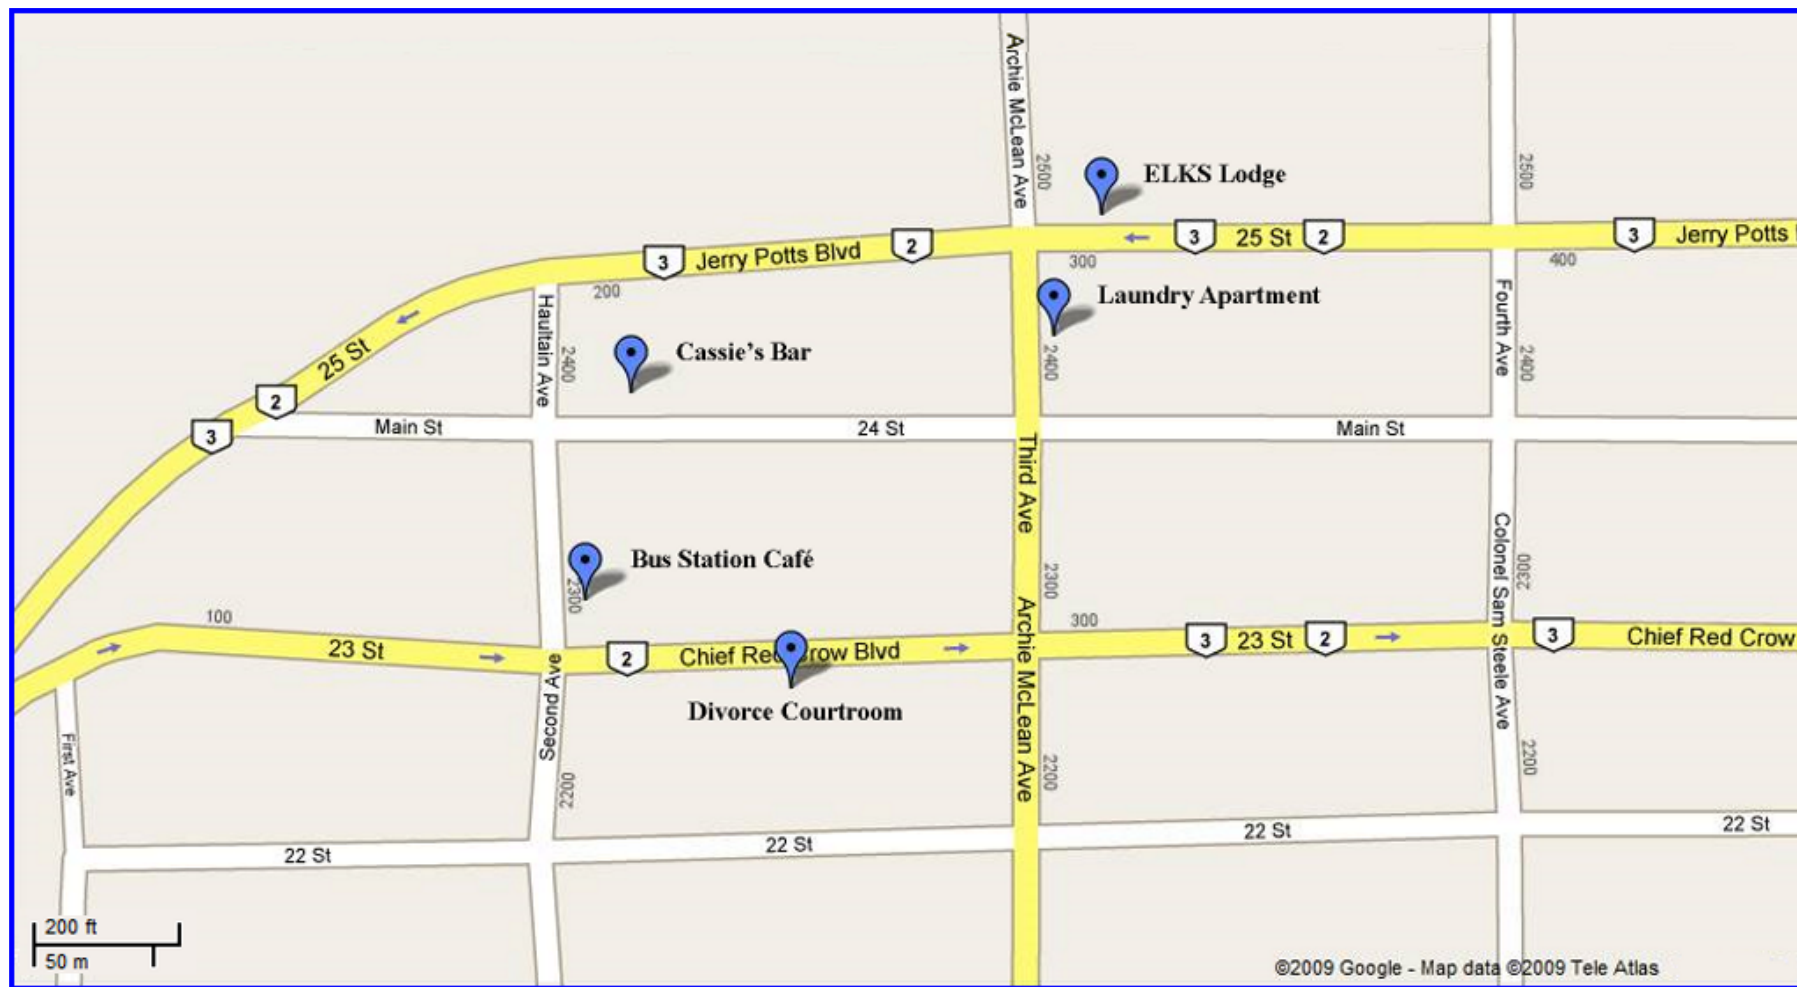 Archie McLean Ave
2500
ELKS Lodge
2500
3
Jerry Potts Blvd
2
3
25 St
2
3
Jerry Potts
200
300
400
Haultain Ave
2400
Cassie's Bar
Laundry Apartment
2400
Fourth Ave
2400
25 St
2
3
Main St
24 St
Main St
Third Ave
Bus Station Café
2300
2300
2300
100
23 St
2
Chief Red Crow Blvd
300
3
23 St
2
3
Chief Red Crow
Divorce Courtroom
Archie McLean Ave
Colonel Sam Steele Ave
First Ave
Second Ave
2200
2200
2200
22 St
22 St
22 St
22 St
200 ft
50 m
©2009 Google - Map data ©2009 Tele Atlas